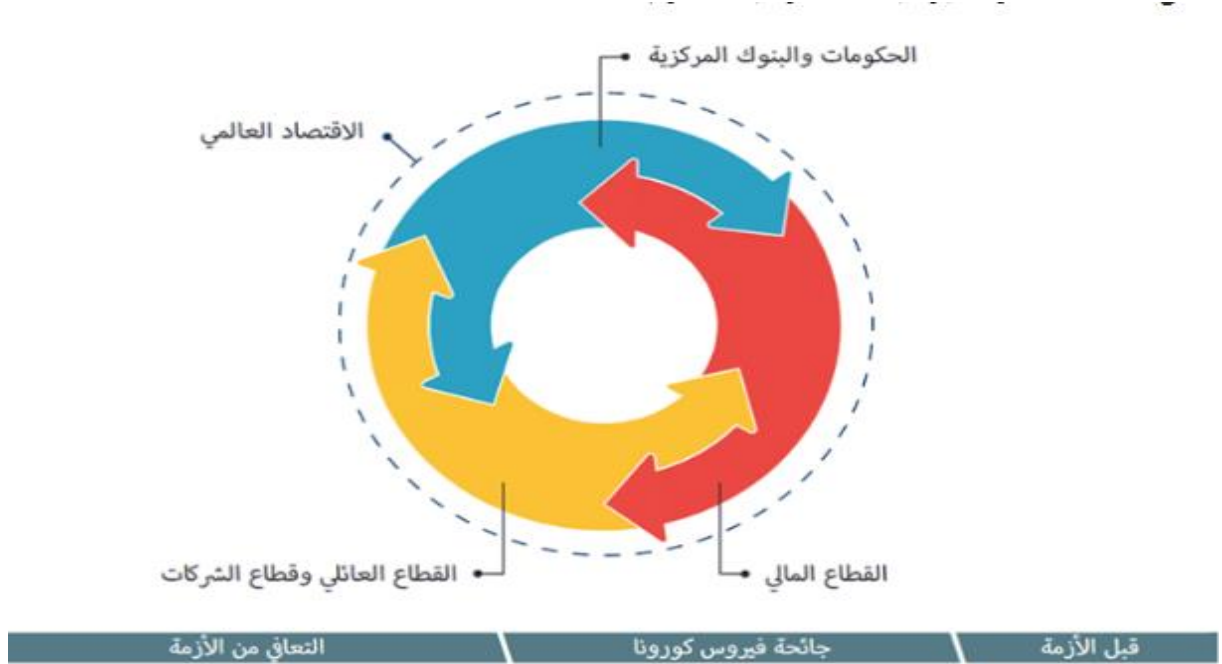 الحكومات والبنوك المركزية
الاقتصاد العالمي
القطاع المالي
القطاع العائلي وقطاع الشركات
قبل الأزمة
جائحة فيروس كورونا
التعافي من الأزمة